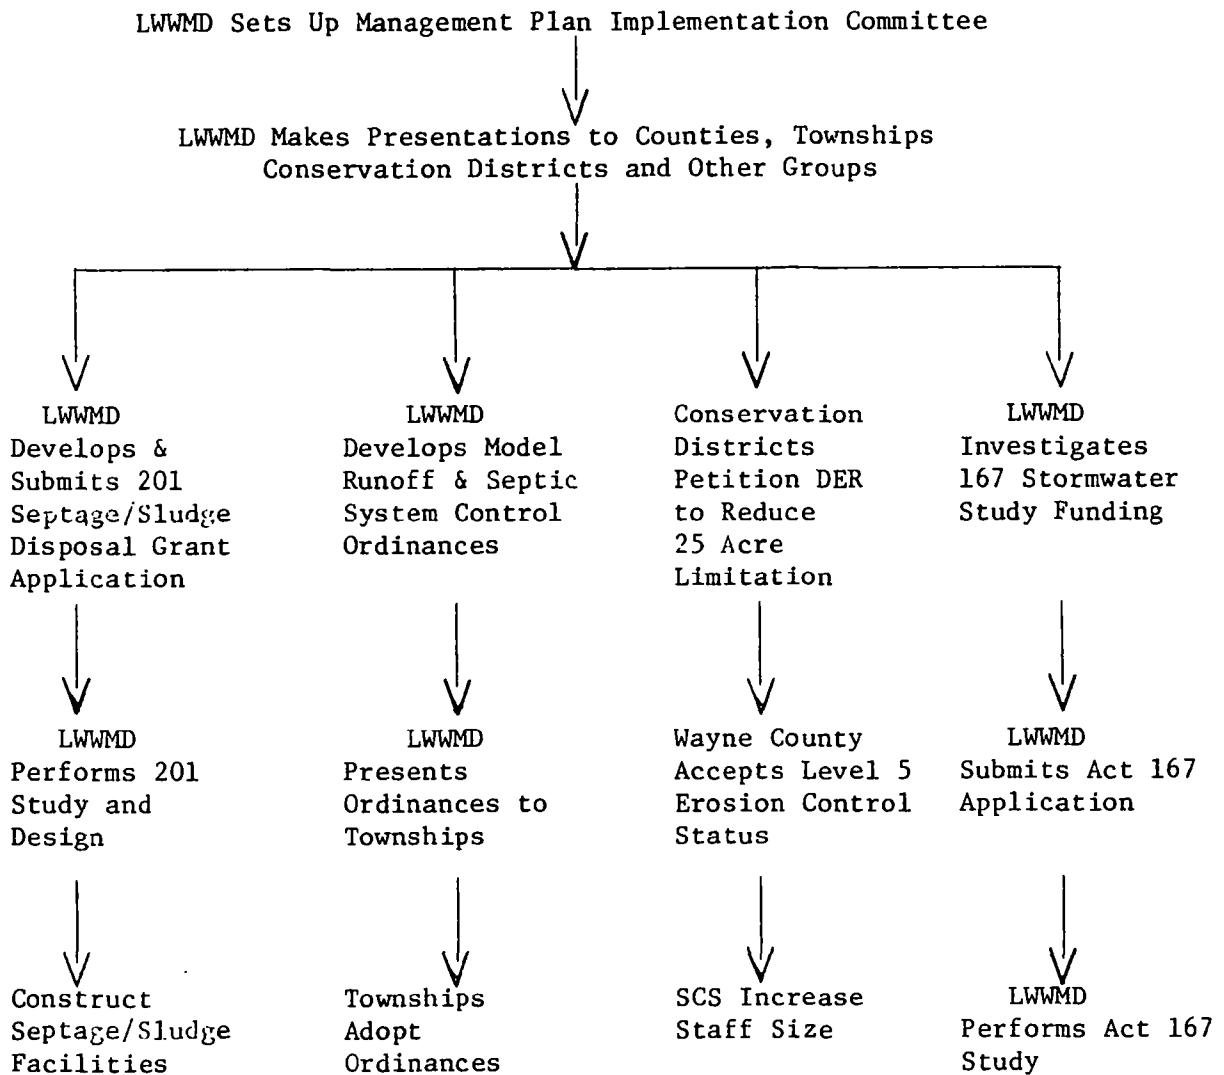 LWWMD Sets Up Management Plan Implementation Committee
LWWMD Makes Presentations to Counties, Townships
Conservation Districts and Other Groups
LWWMD
Develops &
Submits 201
Septage/Sludge
Disposal Grant
Application
LWWMD
Develops Model
Runoff & Septic
System Control
Ordinances
Conservation
Districts
Petition DER
to Reduce
25 Acre
Limitation
LWWMD
Investigates
167 Stormwater
Study Funding
LWWMD
Performs 201
Study and
Design
LWWMD
Presents
Ordinances to
Townships
Wayne County
Accepts Level 5
Erosion Control
Status
LWWMD
Submits Act 167
Application
Construct
Septage/Sludge
Facilities
Townships
Adopt
Ordinances
SCS Increase
Staff Size
LWWMD
Performs Act 167
Study